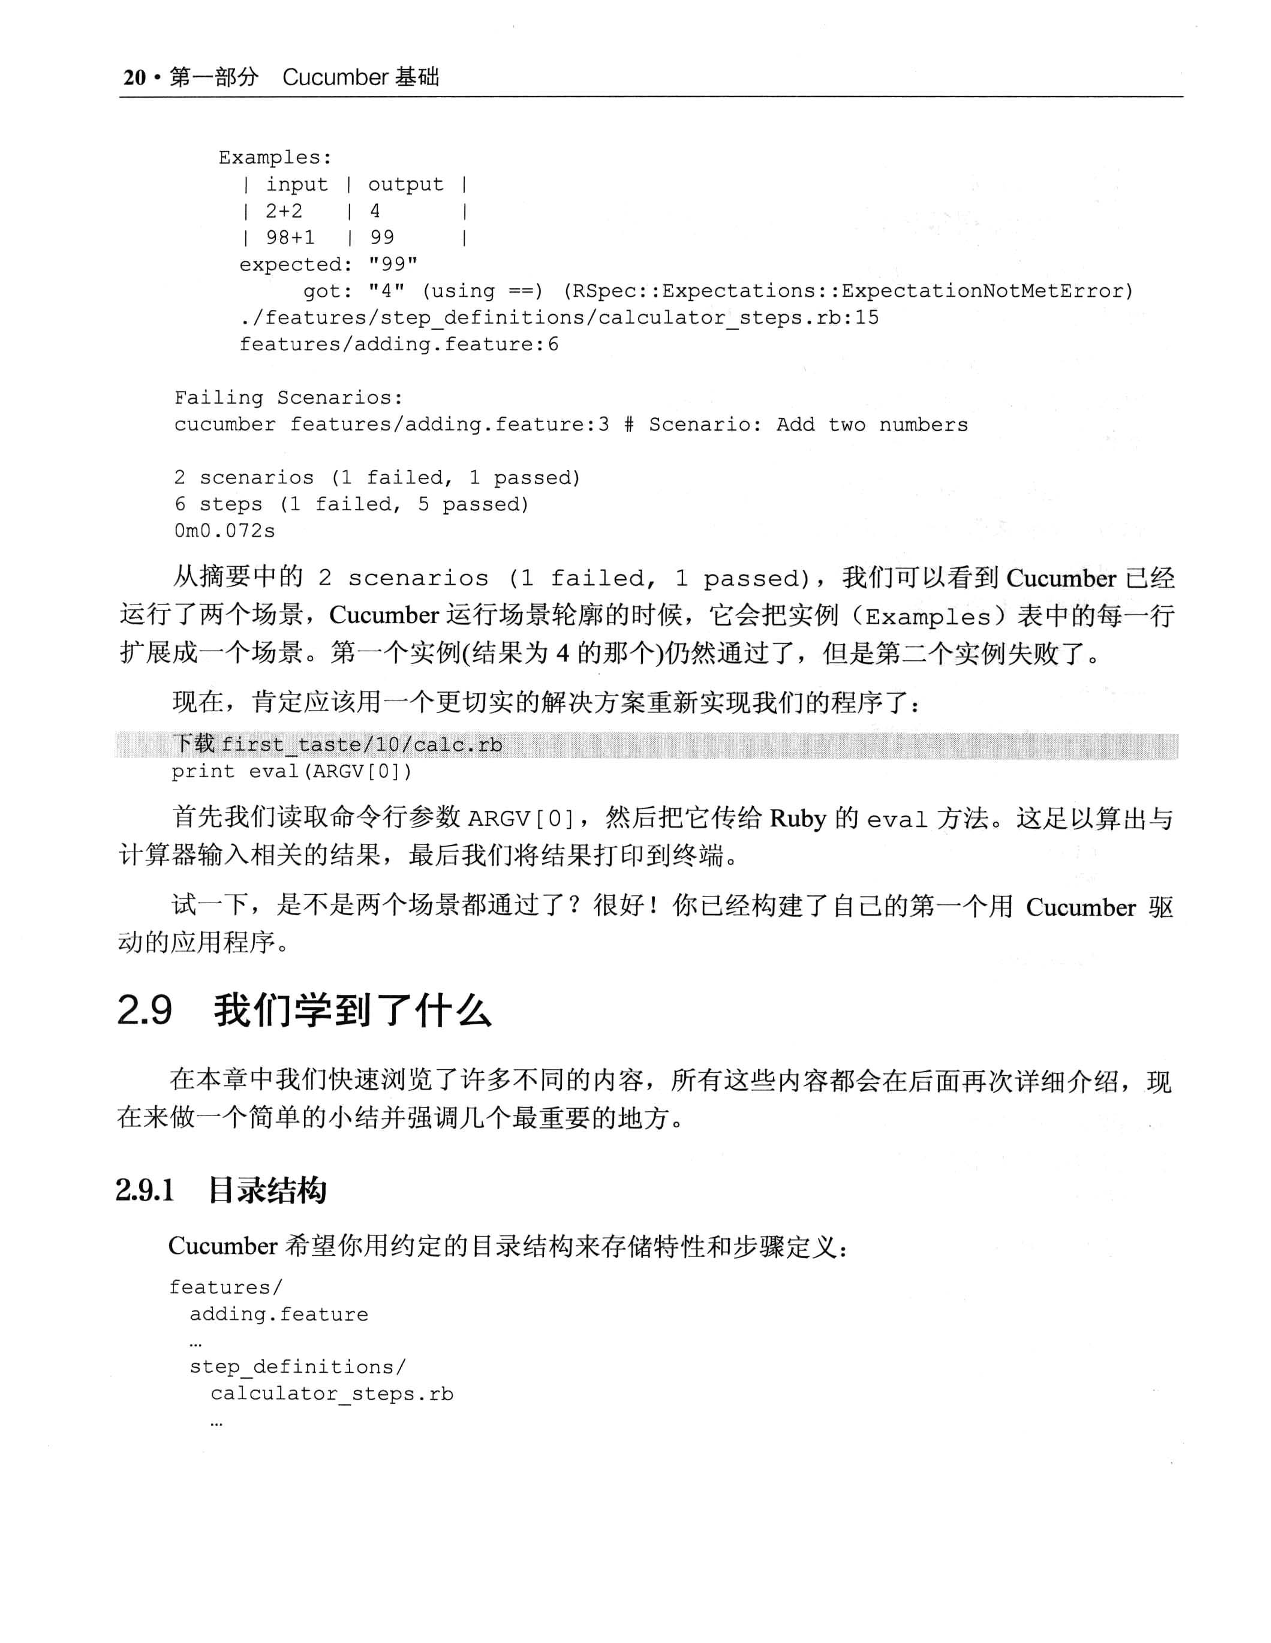 20·第一部分 Cucumber 基础
Examples:
| input | output |
| 2+2 | 4 |
| 98+1 | 99 |
expected: "99"
got: "4" (using ==) (RSpec::Expectations::ExpectationNotMetError)
./features/step_definitions/calculator_steps.rb:15
features/adding.feature:6
Failing Scenarios:
cucumber features/adding.feature:3 # Scenario: Add two numbers
2 scenarios (1 failed, 1 passed)
6 steps (1 failed, 5 passed)
0m0.072s
从摘要中的 2 scenarios (1 failed, 1 passed)，我们可以看到 Cucumber 已经
运行了两个场景，Cucumber 运行场景轮廓的时候，它会把实例（Examples）表中的每一行
扩展成一个场景。第一个实例(结果为 4 的那个)仍然通过了，但是第二个实例失败了。
现在，肯定应该用一个更切实的解决方案重新实现我们的程序了：
下载 first_taste/10/calc.rb
print eval(ARGV[0])
首先我们读取命令行参数 ARGV[0]，然后把它传给 Ruby 的 eval 方法。这足以算出与
计算器输入相关的结果，最后我们将结果打印到终端。
试一下，是不是两个场景都通过了？很好！你已经构建了自己的第一个用 Cucumber 驱
动的应用程序。
2.9 我们学到了什么
在本章中我们快速浏览了许多不同的内容，所有这些内容都会在后面再次详细介绍，现
在来做一个简单的小结并强调几个最重要的地方。
2.9.1 目录结构
Cucumber 希望你用约定的目录结构来存储特性和步骤定义：
features/
adding.feature
…
step_definitions/
calculator_steps.rb
…